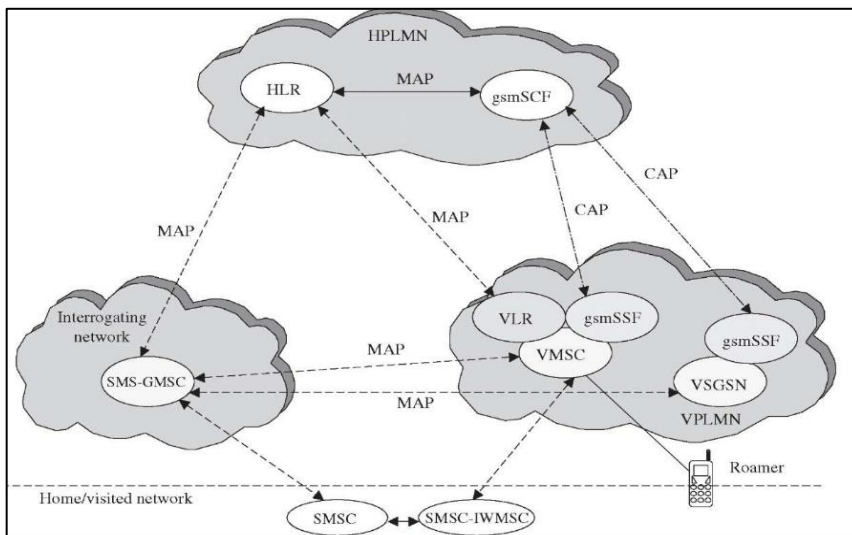 HPLMN
HLR
MAP
gsmSCF
CAP
MAP
CAP
MAP
Interrogating
network
VLR
gsmSSF
gsmSSF
MAP
VMSC
SMS-GMSC
VSGSN
MAP
VPLMN
Roamer
Home/visited network
SMSC
SMSC-IWMSC